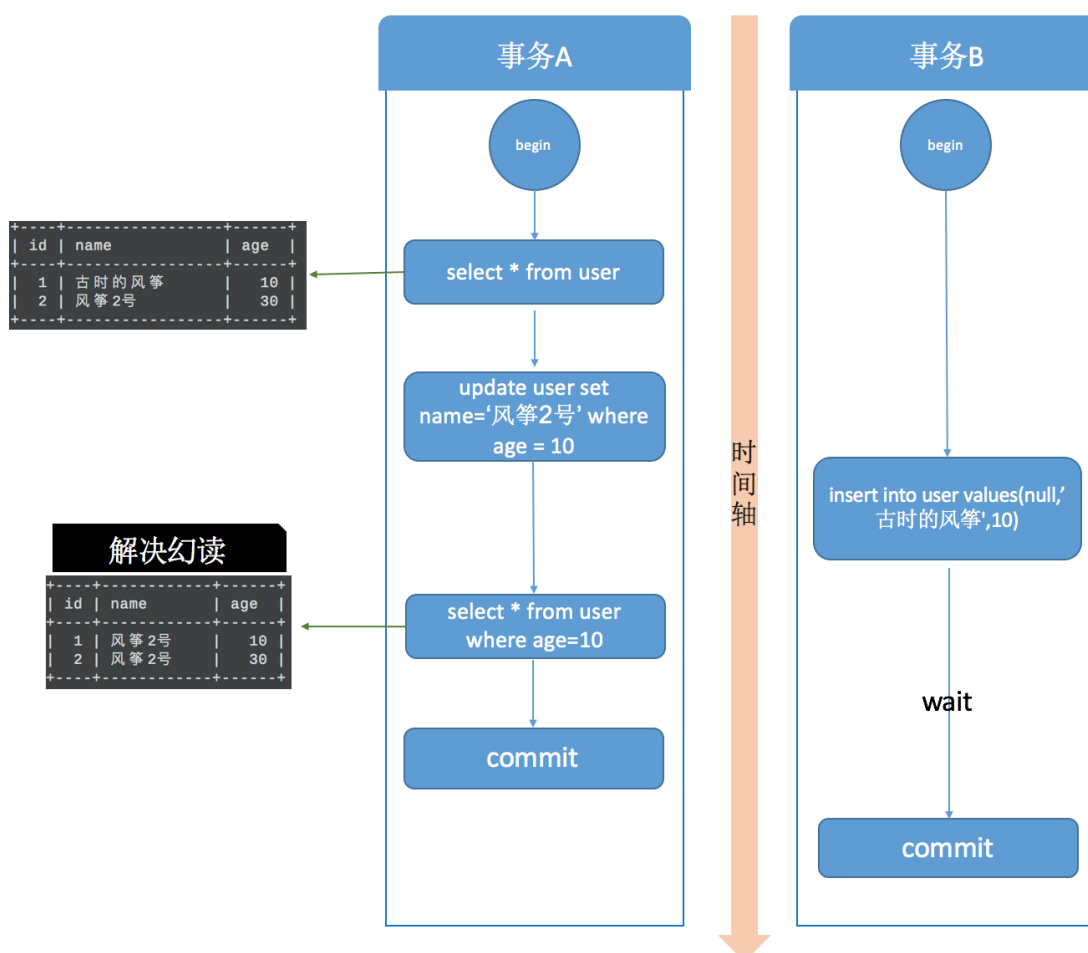 事务A
事务B
begin
begin
+----+-----------------+------+
| id | name | age |
+----+-----------------+------+
| 1 | 古时的风筝 | 10 |
| 2 | 风筝2号 | 30 |
+----+-----------------+------+
select * from user
update user set
name=‘风筝2号’ where
age = 10
时
间
轴
insert into user values(null,’
古时的风筝',10)
解决幻读
+----+------------+------+
| id | name | age |
+----+------------+------+
| 1 | 风筝2号 | 10 |
| 2 | 风筝2号 | 30 |
+----+------------+------+
select * from user
where age=10
wait
commit
commit